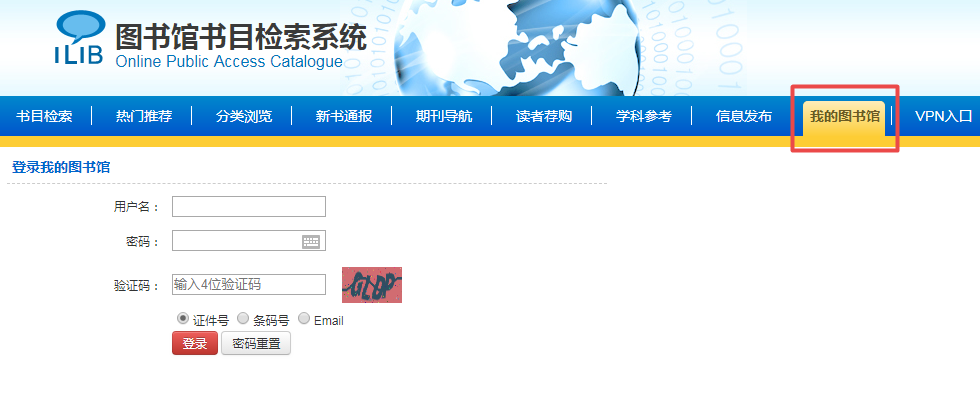 iLIB
图书馆书目检索系统
Online Public Access Catalogue
书目检索 热门推荐 分类浏览 新书通报 期刊导航 读者荐购 学科参考 信息发布 我的图书馆 VPN入口
登录我的图书馆
用户名：
密码：
验证码： 输入4位验证码 GLBP
证件号 条码号 Email
登录 密码重置